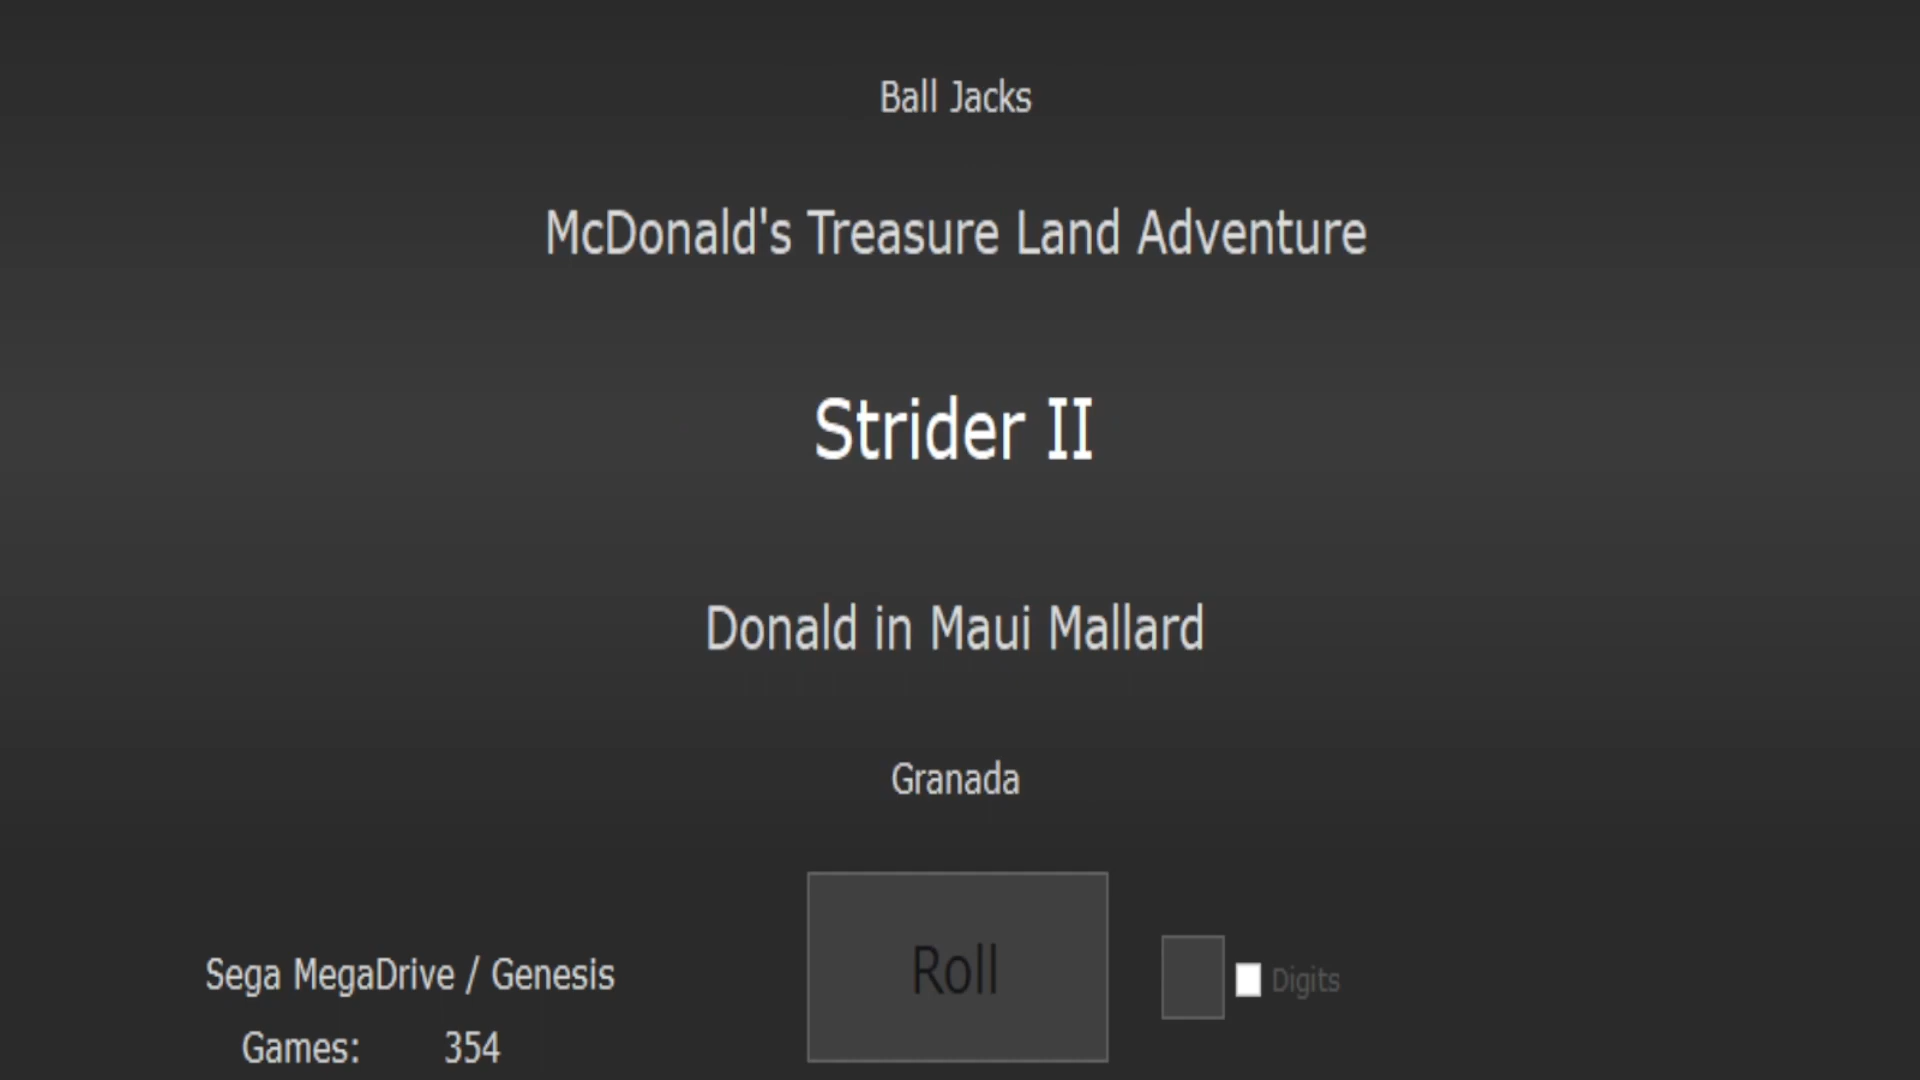 Ball Jacks
McDonald's Treasure Land Adventure
Strider II
Donald in Maui Mallard
Granada
Roll
Digits
Sega MegaDrive / Genesis
Games: 354